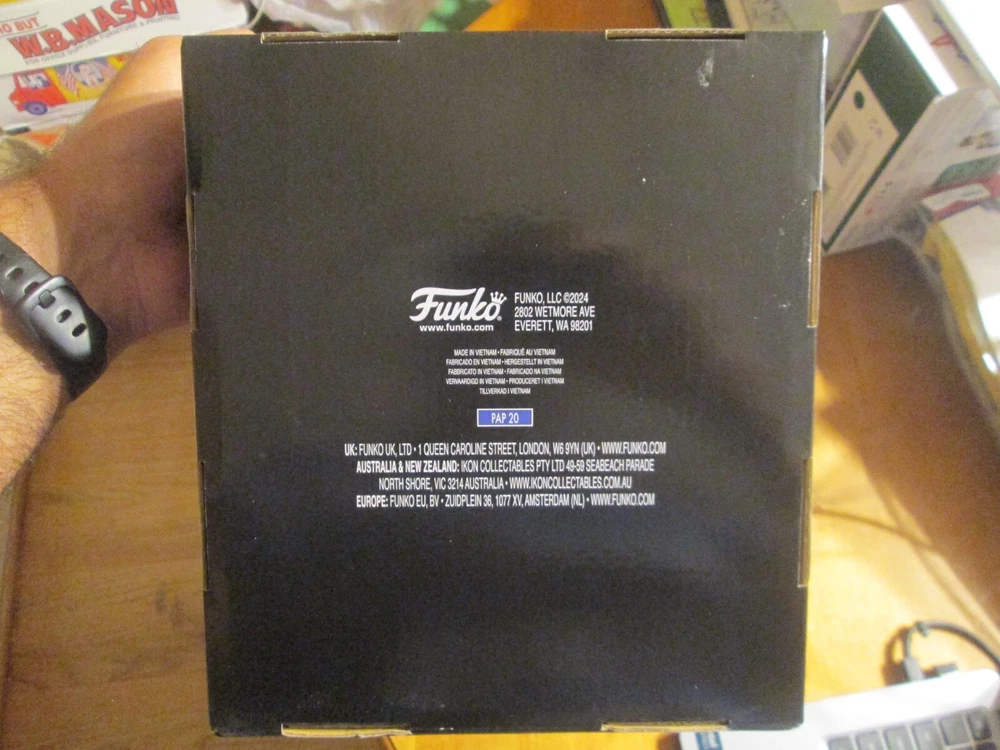 W.B. MASON
Funko
www.funko.com
FUNKO, LLC ©2024
2802 WETMORE AVE
EVERETT, WA 98201
MADE IN VIETNAM • FABRIQUÉ AU VIETNAM
FABRICADO EN VIETNAM • HERGESTELLT IN VIETNAM
FABBRICATO IN VIETNAM • FABRICADO NA VIETNAM
VERVAARDIGD IN VIETNAM • PRODUCERET I VIETNAM
TILLVERKAD I VIETNAM
PAP 20
UK: FUNKO UK, LTD • 1 QUEEN CAROLINE STREET, LONDON, W6 9YN (UK) • WWW.FUNKO.COM
AUSTRALIA & NEW ZEALAND: IKON COLLECTABLES PTY LTD 49-59 SEABEACH PARADE
NORTH SHORE, VIC 3214 AUSTRALIA • WWW.IKONCOLLECTABLES.COM.AU
EUROPE: FUNKO EU, BV • ZUIDPLEIN 36, 1077 XV, AMSTERDAM (NL) • WWW.FUNKO.COM